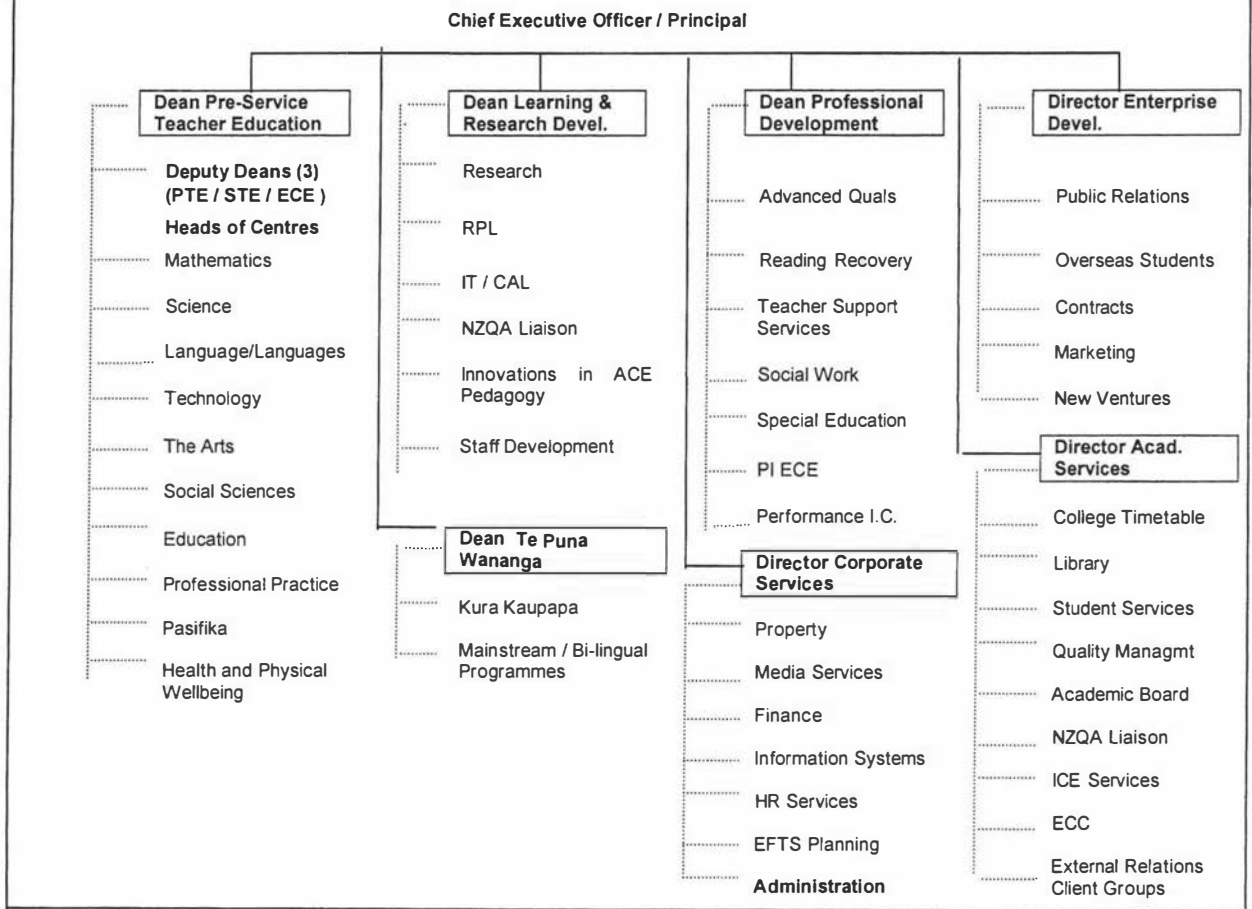 Chief Executive Officer / Principal
Dean Pre-Service
Teacher Education
Deputy Deans (3)
(PTE / STE / ECE )
Heads of Centres
Mathematics
Science
Language/Languages
Technology
The Arts
Social Sciences
Education
Professional Practice
Pasifika
Health and Physical
Wellbeing
Dean Learning &
Research Devel.
Research
RPL
IT / CAL
NZQA Liaison
Innovations in ACE
Pedagogy
Staff Development
Dean Te Puna
Wananga
Kura Kaupapa
Mainstream / Bi-lingual
Programmes
Dean Professional
Development
Advanced Quals
Reading Recovery
Teacher Support
Services
Social Work
Special Education
PI ECE
Performance I.C.
Director Corporate
Services
Property
Media Services
Finance
Information Systems
HR Services
EFTS Planning
Administration
Director Enterprise
Devel.
Public Relations
Overseas Students
Contracts
Marketing
New Ventures
Director Acad.
Services
College Timetable
Library
Student Services
Quality Managmt
Academic Board
NZQA Liaison
ICE Services
ECC
External Relations
Client Groups